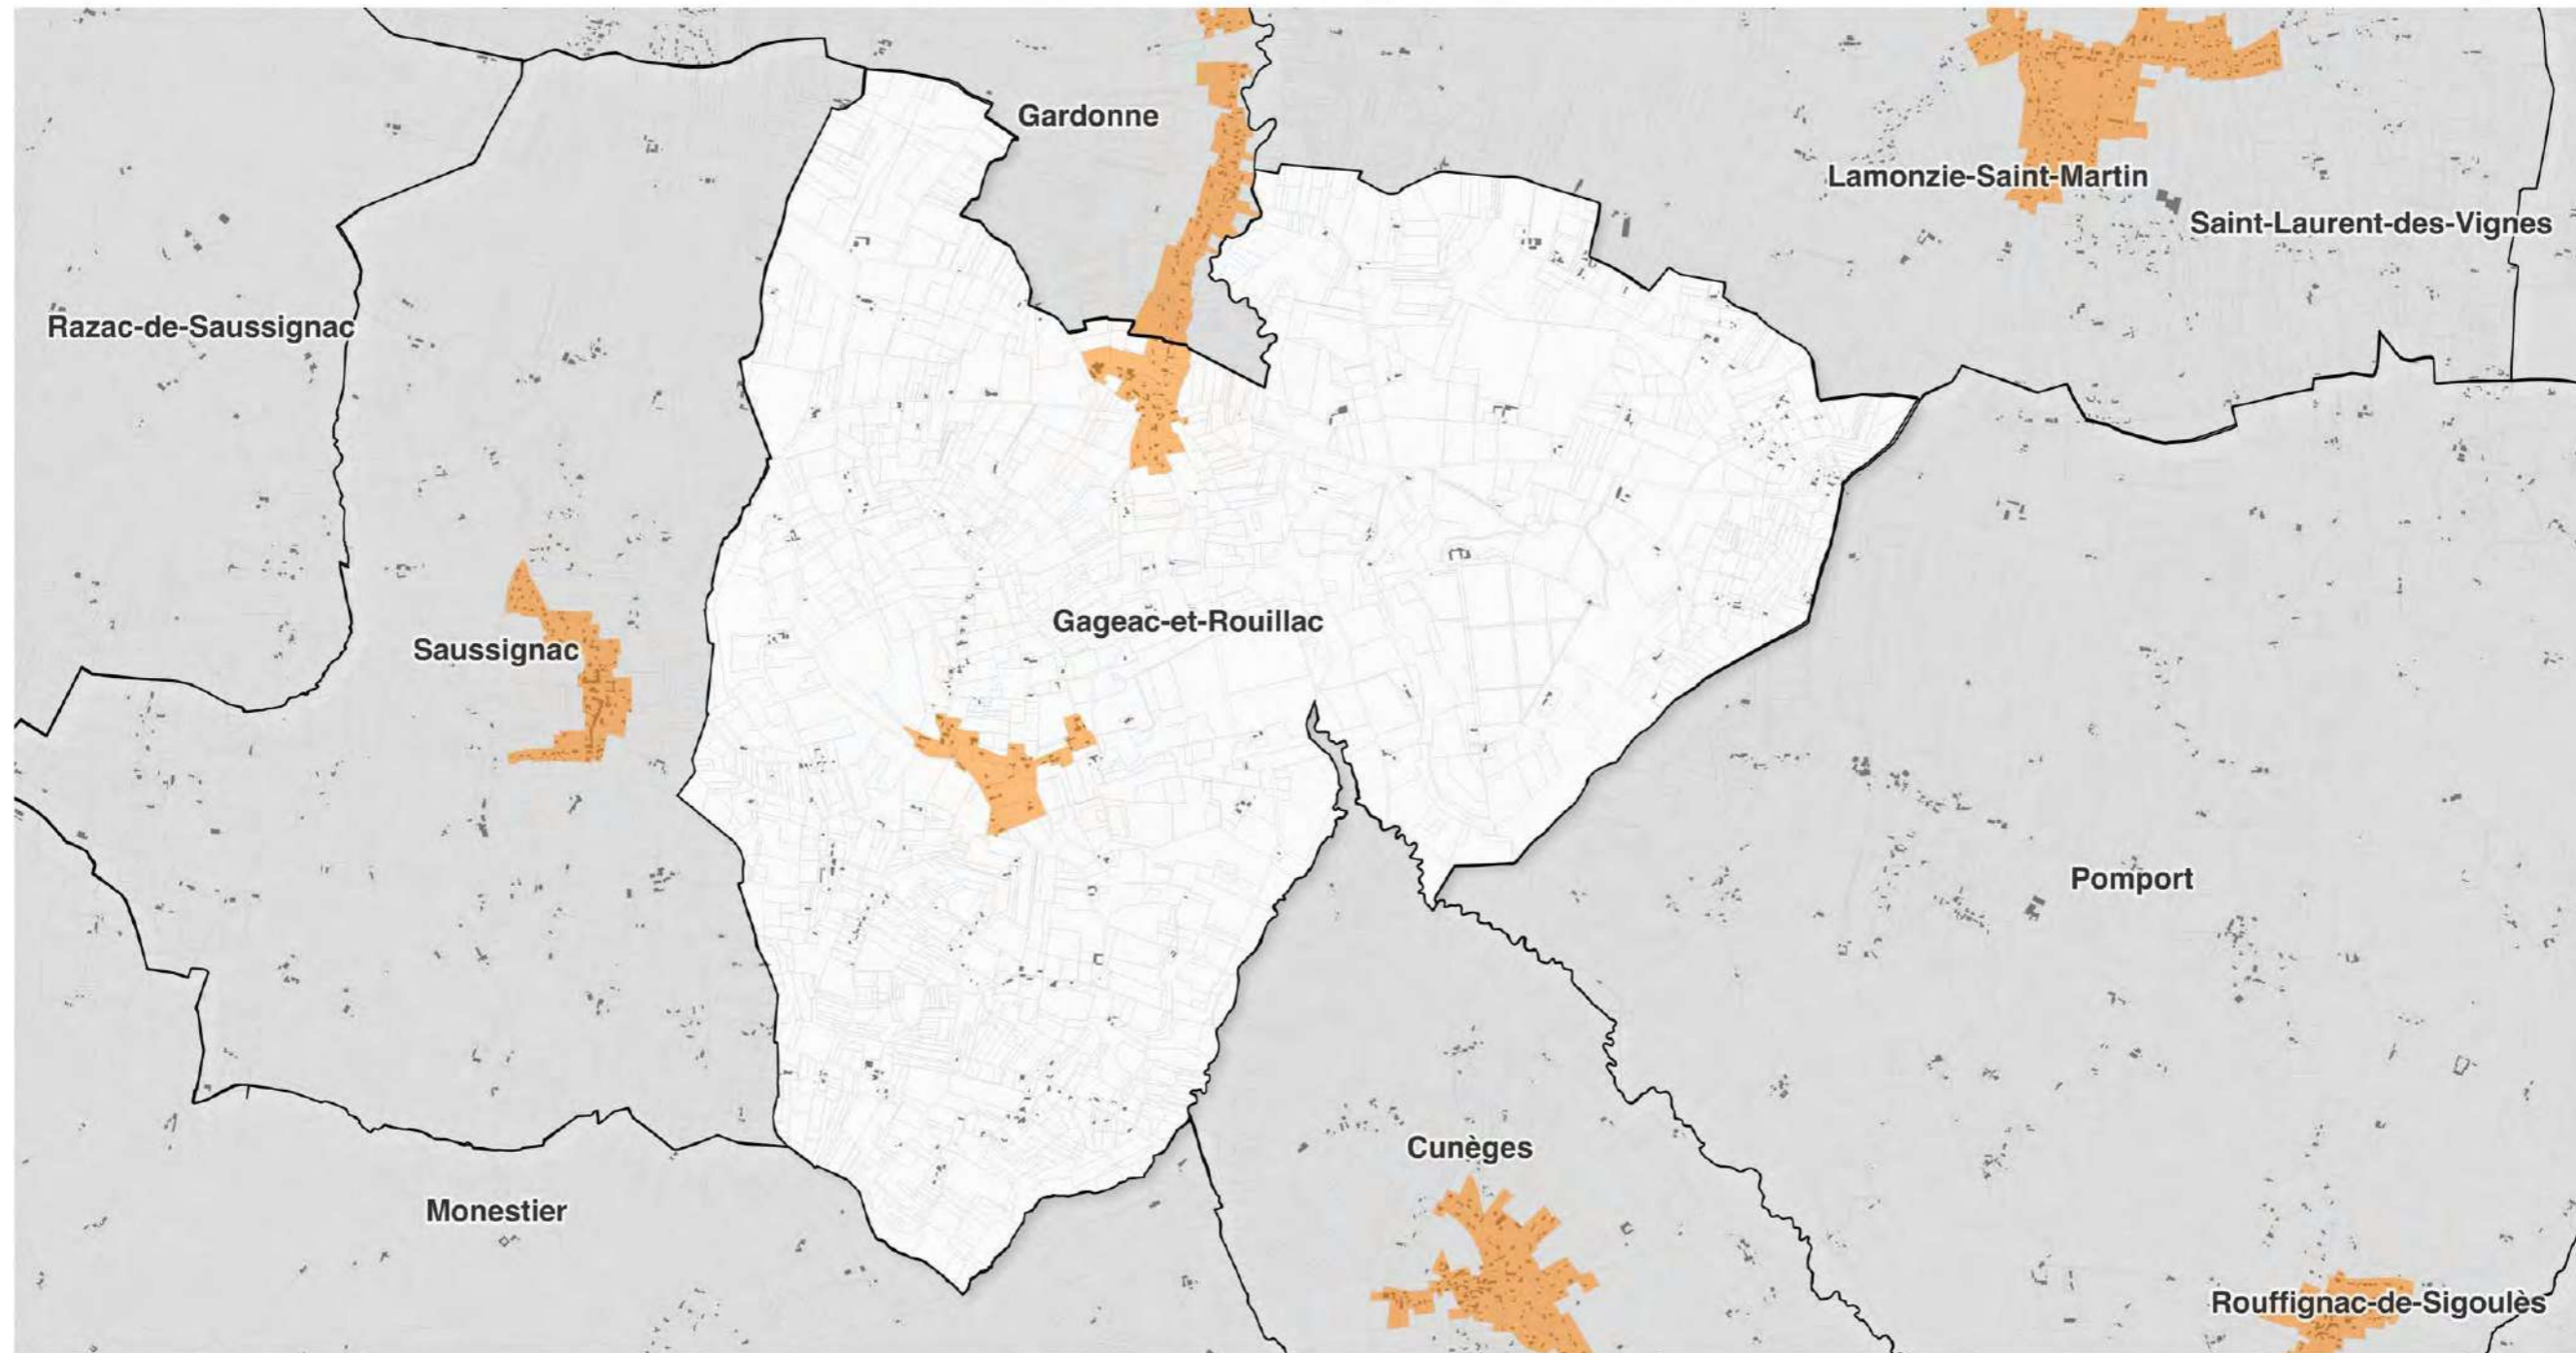 Gardonne
Lamonzie-Saint-Martin
Saint-Laurent-des-Vignes
Razac-de-Saussignac
Gageac-et-Rouillac
Saussignac
Pomport
Cunèges
Monestier
Rouffignac-de-Sigoulès